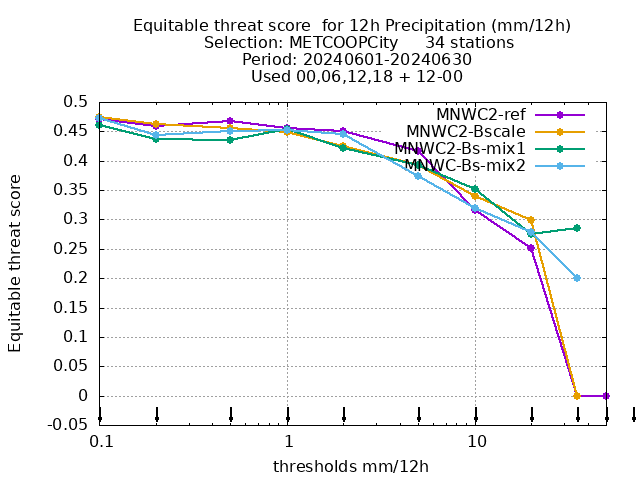 Equitable threat score  for 12h Precipitation (mm/12h)
Selection: METCOOPCity     34 stations
Period: 20240601-20240630
Used 00,06,12,18 + 12-00
MNWC2-ref
MNWC2-Bscale
MNWC2-Bs-mix1
MNWC-Bs-mix2
Equitable threat score
0.5
0.45
0.4
0.35
0.3
0.25
0.2
0.15
0.1
0.05
0
-0.05
0.1
1
10
thresholds mm/12h